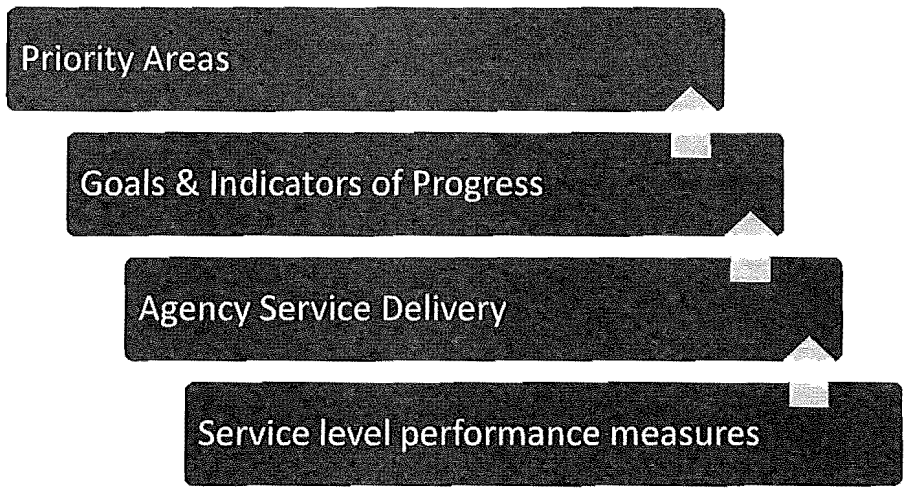 Priority Areas
Goals & Indicators of Progress
Agency Service Delivery
Service level performance measures